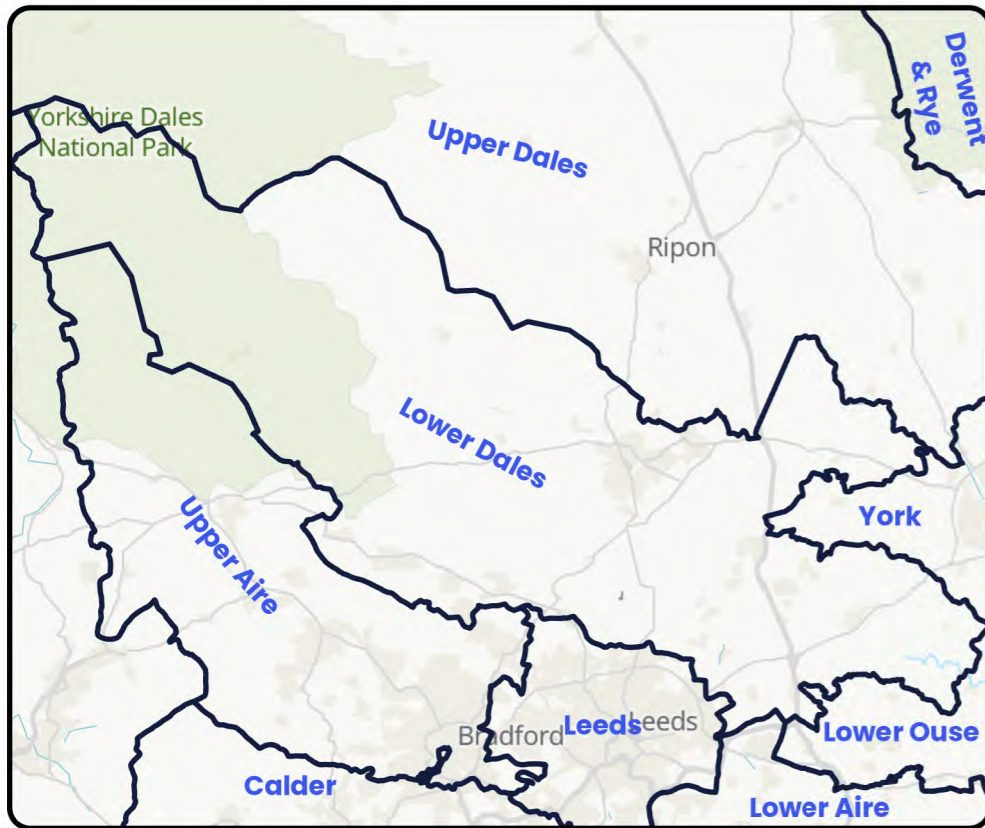 Derwent
& Rye
Yorkshire Dales
National Park
Upper Dales
Ripon
Lower Dales
York
Upper Aire
Bradford
Leeds
Leeds
Lower Ouse
Calder
Lower Aire